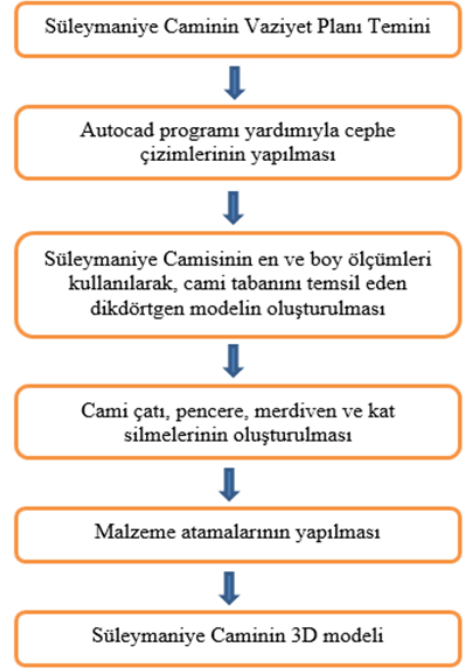 Süleymaniye Caminin Vaziyet Planı Temini
Autocad programı yardımıyla cephe
çizimlerinin yapılması
Süleymaniye Camisinin en ve boy ölçümleri
kullanılarak, cami tabanını temsil eden
dikdörtgen modelin oluşturulması
Cami çatı, pencere, merdiven ve kat
silmelerinin oluşturulması
Malzeme atamalarının yapılması
Süleymaniye Caminin 3D modeli